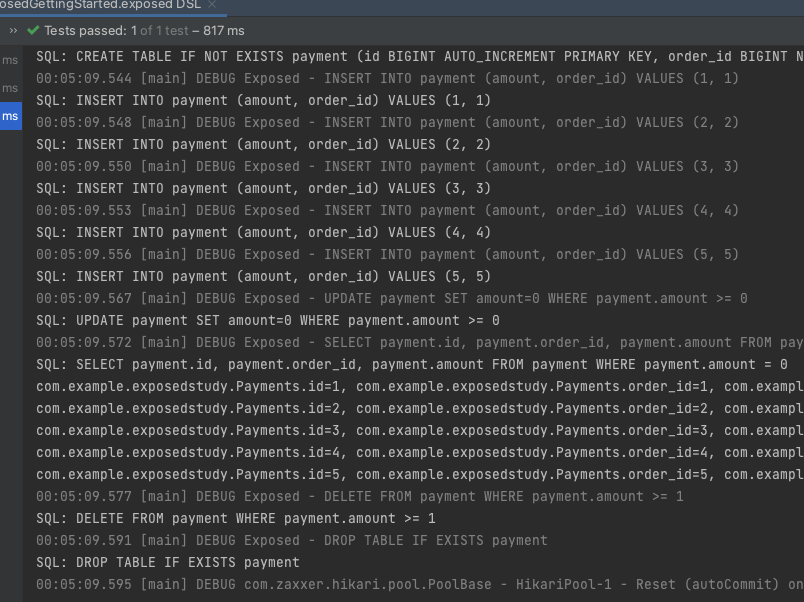 osedGettingStarted.exposed DSL ×
›› Tests passed: 1 of 1 test – 817 ms
ms
ms
ms
SQL: CREATE TABLE IF NOT EXISTS payment (id BIGINT AUTO_INCREMENT PRIMARY KEY, order_id BIGINT N
00:05:09.544 [main] DEBUG Exposed - INSERT INTO payment (amount, order_id) VALUES (1, 1)
SQL: INSERT INTO payment (amount, order_id) VALUES (1, 1)
00:05:09.548 [main] DEBUG Exposed - INSERT INTO payment (amount, order_id) VALUES (2, 2)
SQL: INSERT INTO payment (amount, order_id) VALUES (2, 2)
00:05:09.550 [main] DEBUG Exposed - INSERT INTO payment (amount, order_id) VALUES (3, 3)
SQL: INSERT INTO payment (amount, order_id) VALUES (3, 3)
00:05:09.553 [main] DEBUG Exposed - INSERT INTO payment (amount, order_id) VALUES (4, 4)
SQL: INSERT INTO payment (amount, order_id) VALUES (4, 4)
00:05:09.556 [main] DEBUG Exposed - INSERT INTO payment (amount, order_id) VALUES (5, 5)
SQL: INSERT INTO payment (amount, order_id) VALUES (5, 5)
00:05:09.567 [main] DEBUG Exposed - UPDATE payment SET amount=0 WHERE payment.amount >= 0
SQL: UPDATE payment SET amount=0 WHERE payment.amount >= 0
00:05:09.572 [main] DEBUG Exposed - SELECT payment.id, payment.order_id, payment.amount FROM pay
SQL: SELECT payment.id, payment.order_id, payment.amount FROM payment WHERE payment.amount = 0
com.example.exposedstudy.Payments.id=1, com.example.exposedstudy.Payments.order_id=1, com.exampl
com.example.exposedstudy.Payments.id=2, com.example.exposedstudy.Payments.order_id=2, com.exampl
com.example.exposedstudy.Payments.id=3, com.example.exposedstudy.Payments.order_id=3, com.exampl
com.example.exposedstudy.Payments.id=4, com.example.exposedstudy.Payments.order_id=4, com.exampl
com.example.exposedstudy.Payments.id=5, com.example.exposedstudy.Payments.order_id=5, com.exampl
00:05:09.577 [main] DEBUG Exposed - DELETE FROM payment WHERE payment.amount >= 1
SQL: DELETE FROM payment WHERE payment.amount >= 1
00:05:09.591 [main] DEBUG Exposed - DROP TABLE IF EXISTS payment
SQL: DROP TABLE IF EXISTS payment
00:05:09.595 [main] DEBUG com.zaxxer.hikari.pool.PoolBase - HikariPool-1 - Reset (autoCommit) on